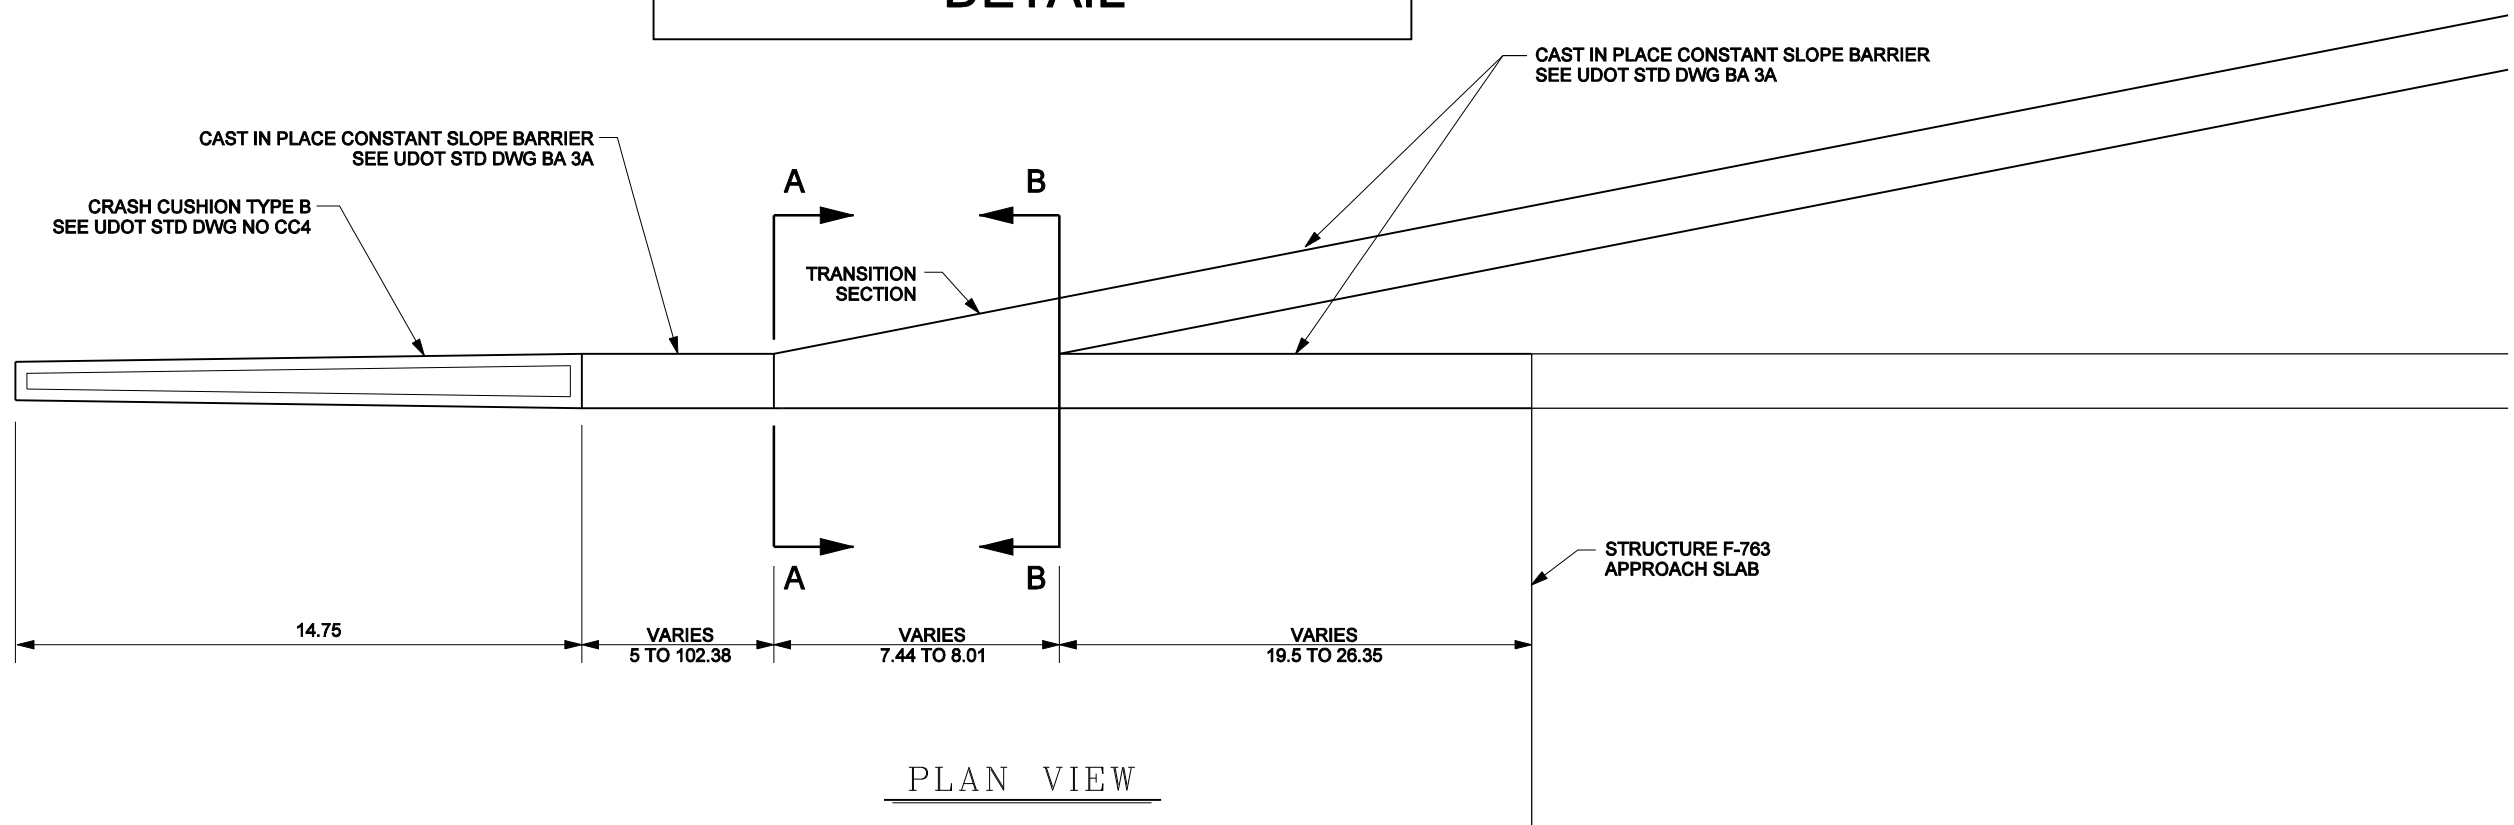 DETAIL
CAST IN PLACE CONSTANT SLOPE BARRIER
SEE UDOT STD DWG BA 3A
CAST IN PLACE CONSTANT SLOPE BARRIER
SEE UDOT STD DWG BA 3A
CRASH CUSHION TYPE B
SEE UDOT STD DWG NO CC4
A
B
TRANSITION
SECTION
STRUCTURE F-763
APPROACH SLAB
A
B
14.75
VARIES
5 TO 102.38
VARIES
7.44 TO 8.01
VARIES
19.5 TO 26.35
PLAN VIEW